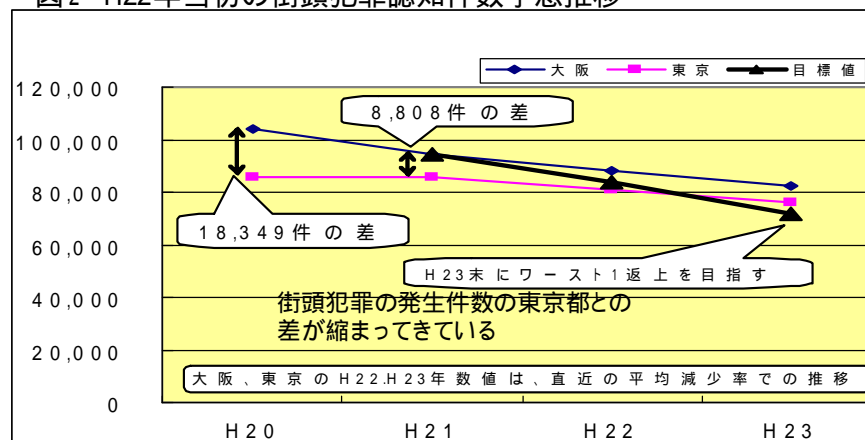 図2 H22年当初の街頭犯罪認知件数予想推移
大阪 東京 目標値
120,000
100,000
80,000
60,000
40,000
20,000
0
8,808件の差
18,349件の差
H23末にワースト1返上を目指す
街頭犯罪の発生件数の東京都との
差が縮まってきている
大阪、東京のH22.H23年数値は、直近の平均減少率での推移
H20 H21 H22 H23